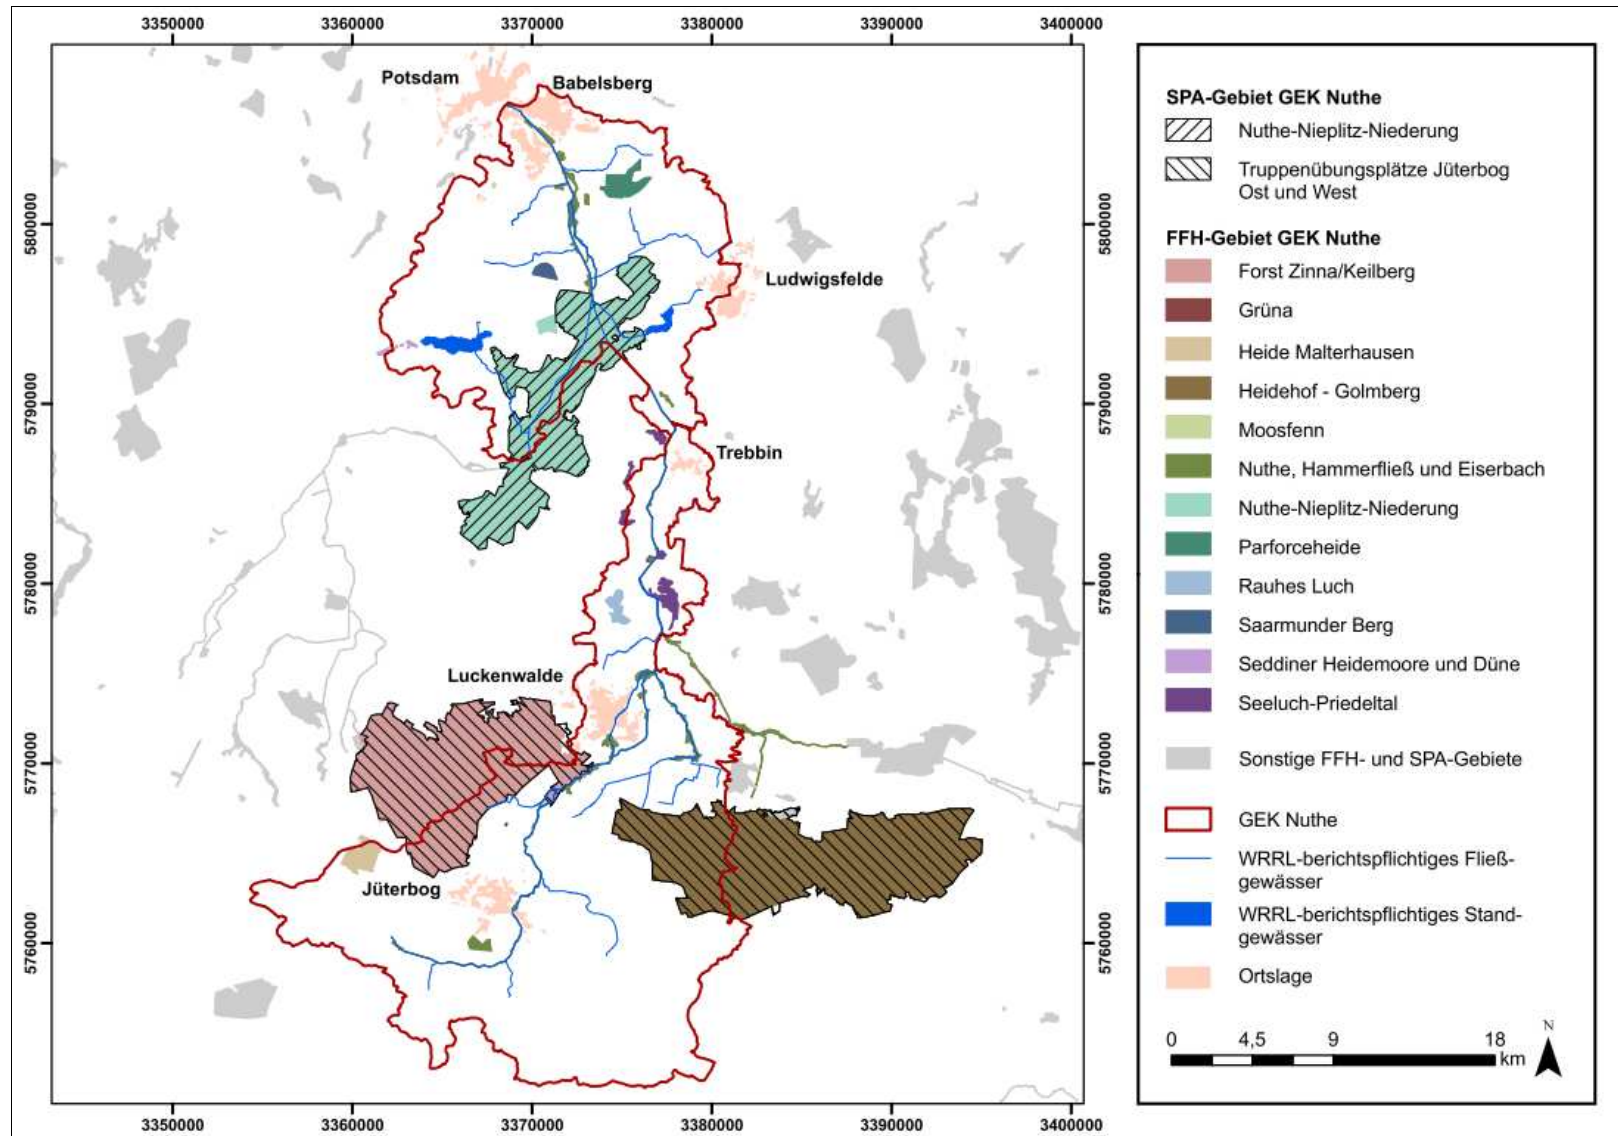 3350000 3360000 3370000 3380000 3390000 3400000
Potsdam
Babelsberg
Ludwigsfelde
Trebbin
Luckenwalde
Jüterbog
5800000
5790000
5780000
5770000
5760000
5800000
5790000
5780000
5770000
5760000
3350000 3360000 3370000 3380000 3390000 3400000
SPA-Gebiet GEK Nuthe
Nuthe-Nieplitz-Niederung
Truppenübungsplätze Jüterbog
Ost und West
FFH-Gebiet GEK Nuthe
Forst Zinna/Keilberg
Grüna
Heide Malterhausen
Heidehof - Golmberg
Moosfenn
Nuthe, Hammerfließ und Eiserbach
Nuthe-Nieplitz-Niederung
Parforceheide
Rauhes Luch
Saarmunder Berg
Seddiner Heidemoore und Düne
Seeluch-Priedeltal
Sonstige FFH- und SPA-Gebiete
GEK Nuthe
WRRL-berichtspflichtiges Fließ-
gewässer
WRRL-berichtspflichtiges Stand-
gewässer
Ortslage
0 4,5 9 18
km
N